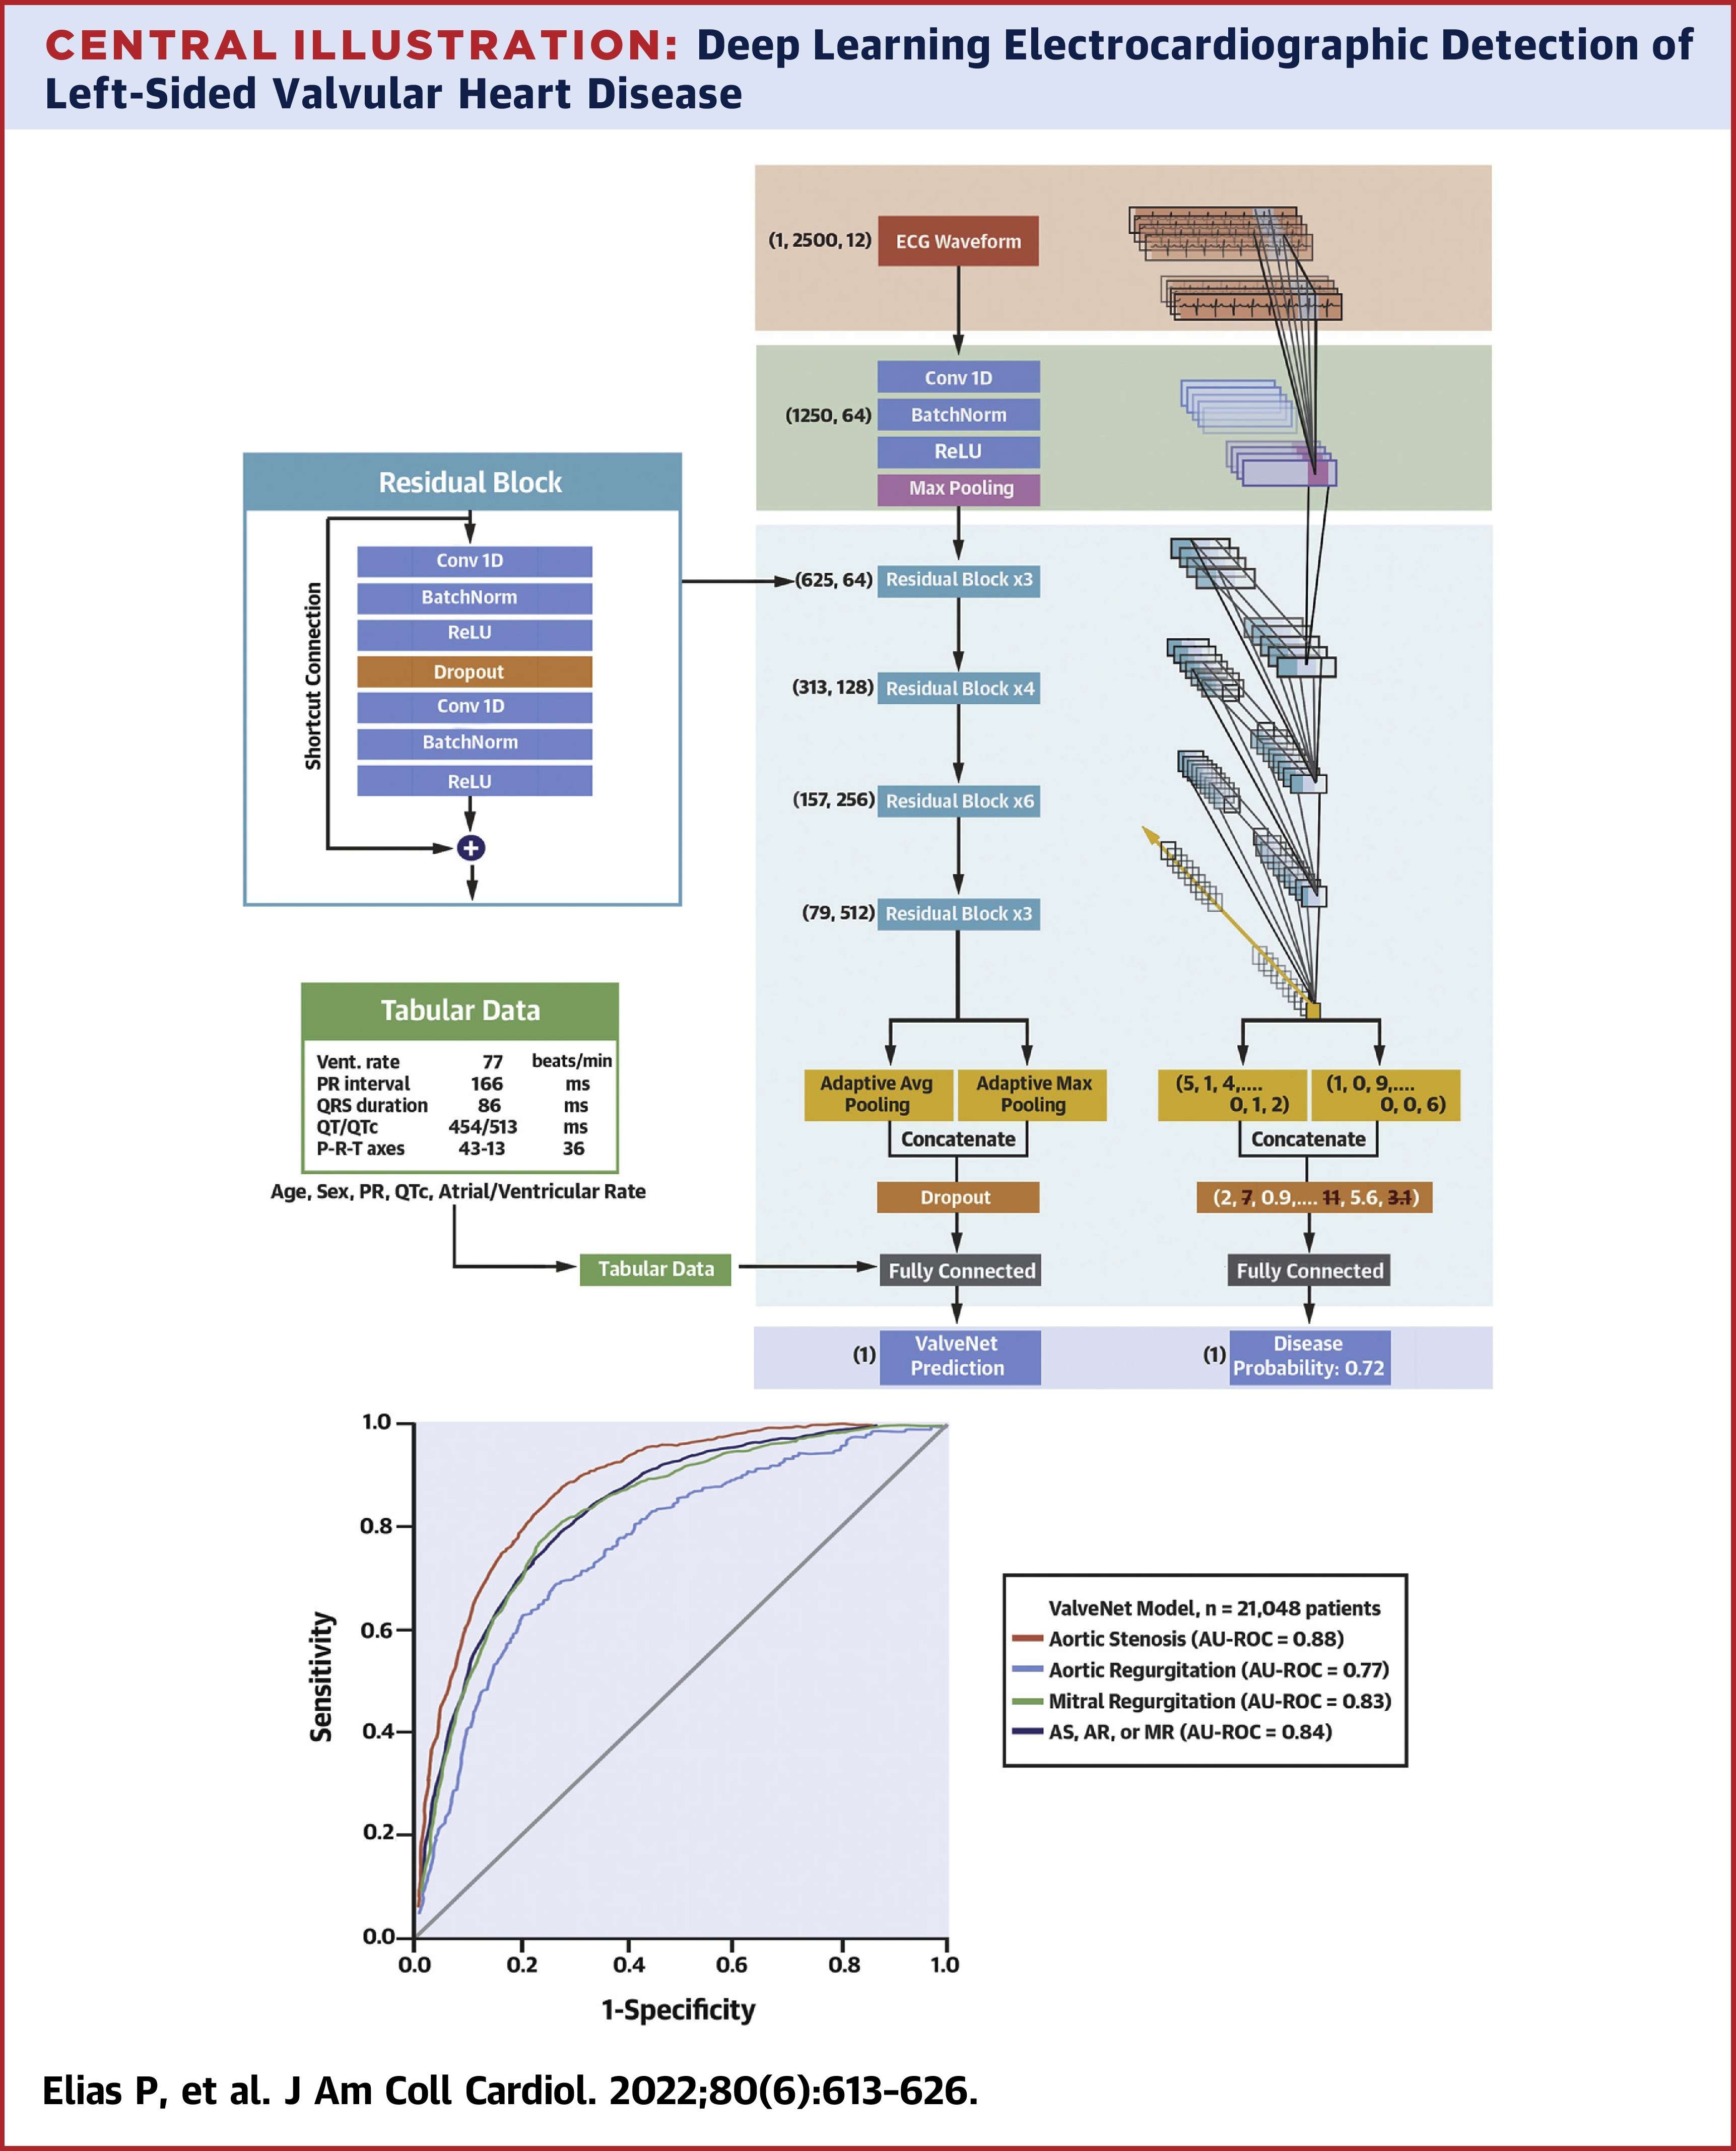 CENTRAL ILLUSTRATION: Deep Learning Electrocardiographic Detection of
Left-Sided Valvular Heart Disease
(1, 2500, 12)
ECG Waveform
Conv 1D
(1250, 64)
BatchNorm
ReLU
Max Pooling
Residual Block
Shortcut Connection
Conv 1D
BatchNorm
ReLU
Dropout
Conv 1D
BatchNorm
ReLU
+
(625, 64)
Residual Block x3
(313, 128)
Residual Block x4
(157, 256)
Residual Block x6
(79, 512)
Residual Block x3
Tabular Data
Vent. rate 77 beats/min
PR interval 166 ms
QRS duration 86 ms
QT/QTc 454/513 ms
P-R-T axes 43-13 36
Age, Sex, PR, QTc, Atrial/Ventricular Rate
Tabular Data
Adaptive Avg
Pooling
Adaptive Max
Pooling
Concatenate
Dropout
Fully Connected
(1)
ValveNet
Prediction
(5, 1, 4,....
0, 1, 2)
(1, 0, 9,....
0, 0, 6)
Concatenate
(2, 7, 0.9,.... 11, 5.6, 3.1)
Fully Connected
(1)
Disease
Probability: 0.72
1.0
0.8
0.6
0.4
0.2
0.0
Sensitivity
0.0 0.2 0.4 0.6 0.8 1.0
1-Specificity
ValveNet Model, n = 21,048 patients
Aortic Stenosis (AU-ROC = 0.88)
Aortic Regurgitation (AU-ROC = 0.77)
Mitral Regurgitation (AU-ROC = 0.83)
AS, AR, or MR (AU-ROC = 0.84)
Elias P, et al. J Am Coll Cardiol. 2022;80(6):613–626.